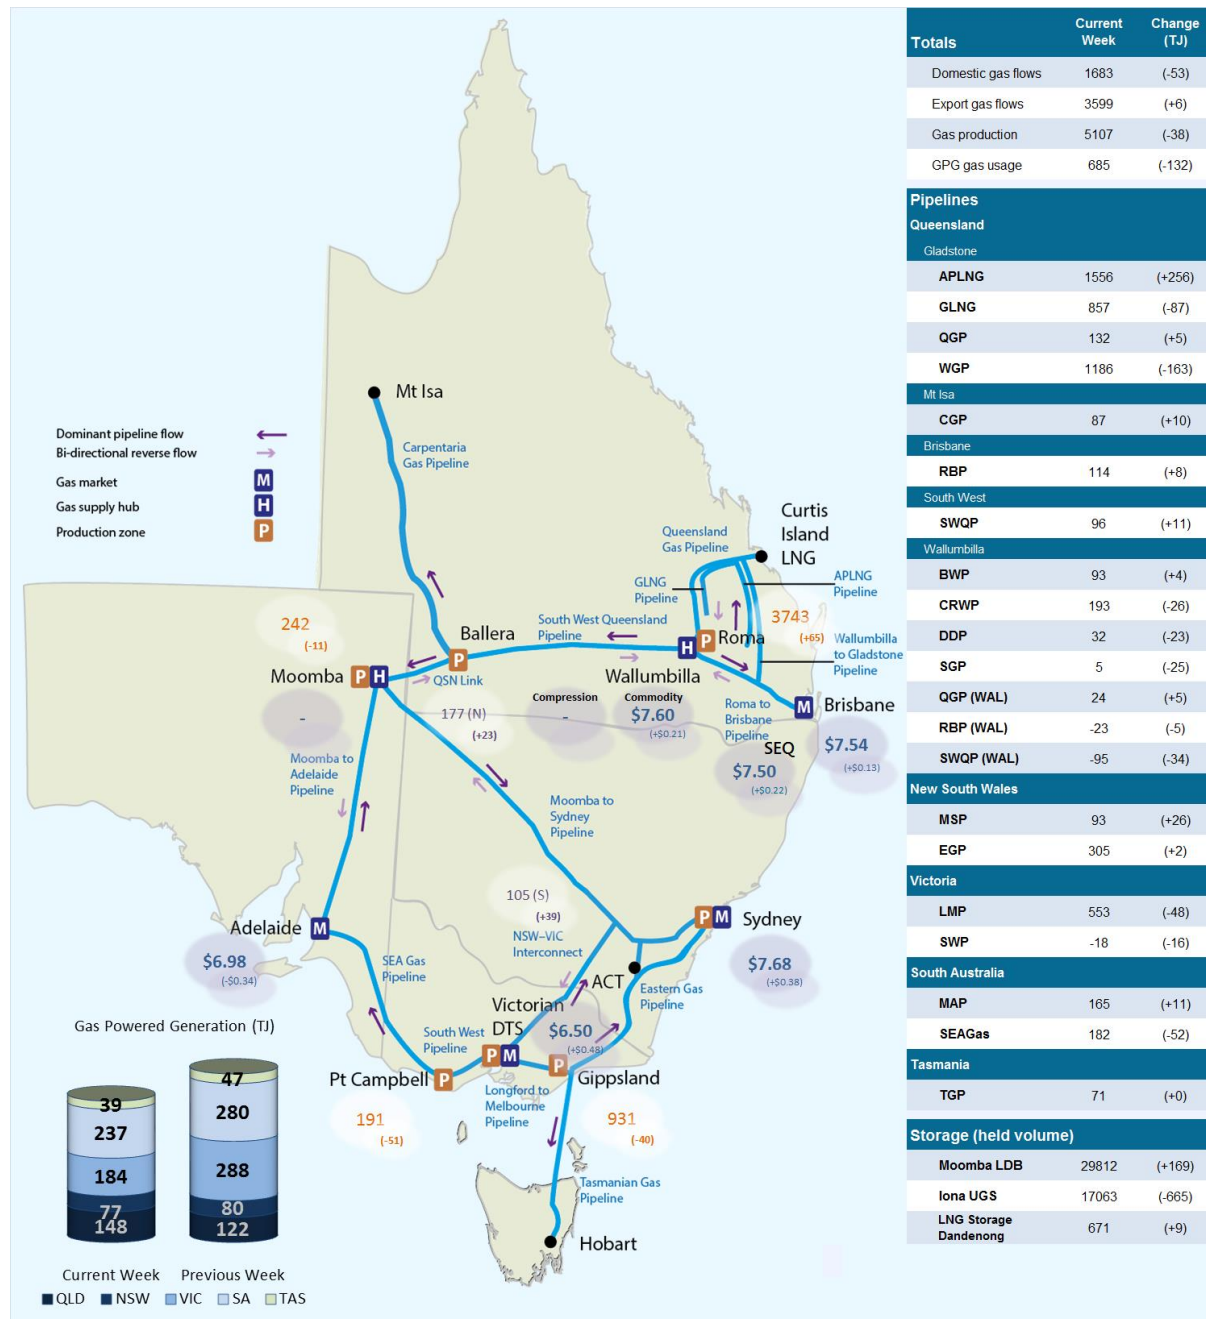 Mt Isa
Dominant pipeline flow
Bi-directional reverse flow
Gas market M
Gas supply hub H
Production zone P
Carpentaria
Gas Pipeline
Curtis
Island
LNG
Queensland
Gas Pipeline
GLNG
Pipeline
APLNG
Pipeline
3743
(+65)
Wallumbilla
to Gladstone
Pipeline
South West Queensland
Pipeline
Ballera
P
H
P
Roma
Wallumbilla
242
(-11)
Moomba
P
H
QSN Link
-
177 (N)
(+23)
Compression
-
Commodity
$7.60
(+$0.21)
Roma to
Brisbane
Pipeline
M
Brisbane
$7.54
(+$0.13)
SEQ
$7.50
(+$0.22)
Moomba to
Adelaide
Pipeline
Moomba to
Sydney
Pipeline
105 (S)
(+39)
NSW–VIC
Interconnect
Adelaide
M
$6.98
(-$0.34)
SEA Gas
Pipeline
P
M
Sydney
$7.68
(+$0.38)
ACT
Eastern Gas
Pipeline
Victorian
DTS
$6.50
(+$0.48)
South West
Pipeline
P
M
Pt Campbell
P
191
(-51)
Longford to
Melbourne
Pipeline
P
Gippsland
931
(-40)
Tasmanian Gas
Pipeline
Hobart
Gas Powered Generation (TJ)
39
237
184
77
148
47
280
288
80
122
Current Week
Previous Week
QLD NSW VIC SA TAS
Totals Current Week Change (TJ)
Domestic gas flows 1683 (-53)
Export gas flows 3599 (+6)
Gas production 5107 (-38)
GPG gas usage 685 (-132)
Pipelines
Queensland
Gladstone
APLNG 1556 (+256)
GLNG 857 (-87)
QGP 132 (+5)
WGP 1186 (-163)
Mt Isa
CGP 87 (+10)
Brisbane
RBP 114 (+8)
South West
SWQP 96 (+11)
Wallumbilla
BWP 93 (+4)
CRWP 193 (-26)
DDP 32 (-23)
SGP 5 (-25)
QGP (WAL) 24 (+5)
RBP (WAL) -23 (-5)
SWQP (WAL) -95 (-34)
New South Wales
MSP 93 (+26)
EGP 305 (+2)
Victoria
LMP 553 (-48)
SWP -18 (-16)
South Australia
MAP 165 (+11)
SEAGas 182 (-52)
Tasmania
TGP 71 (+0)
Storage (held volume)
Moomba LDB 29812 (+169)
Iona UGS 17063 (-665)
LNG Storage
Dandenong 671 (+9)